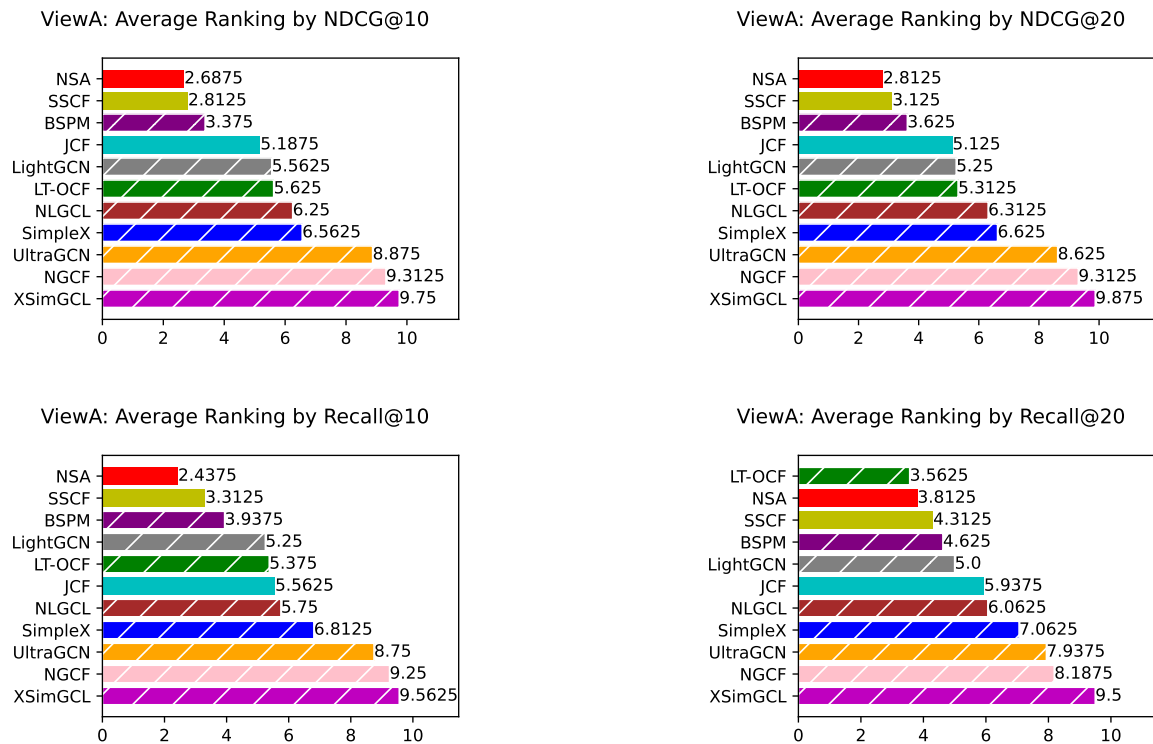 ViewA: Average Ranking by NDCG@10
NSA 2.6875
SSCF 2.8125
BSPM 3.375
JCF 5.1875
LightGCN 5.5625
LT-OCF 5.625
NLGCL 6.25
SimpleX 6.5625
UltraGCN 8.875
NGCF 9.3125
XSimGCL 9.75
0 2 4 6 8 10
ViewA: Average Ranking by NDCG@20
NSA 2.8125
SSCF 3.125
BSPM 3.625
JCF 5.125
LightGCN 5.25
LT-OCF 5.3125
NLGCL 6.3125
SimpleX 6.625
UltraGCN 8.625
NGCF 9.3125
XSimGCL 9.875
0 2 4 6 8 10
ViewA: Average Ranking by Recall@10
NSA 2.4375
SSCF 3.3125
BSPM 3.9375
LightGCN 5.25
LT-OCF 5.375
JCF 5.5625
NLGCL 5.75
SimpleX 6.8125
UltraGCN 8.75
NGCF 9.25
XSimGCL 9.5625
0 2 4 6 8 10
ViewA: Average Ranking by Recall@20
LT-OCF 3.5625
NSA 3.8125
SSCF 4.3125
BSPM 4.625
LightGCN 5.0
JCF 5.9375
NLGCL 6.0625
SimpleX 7.0625
UltraGCN 7.9375
NGCF 8.1875
XSimGCL 9.5
0 2 4 6 8 10